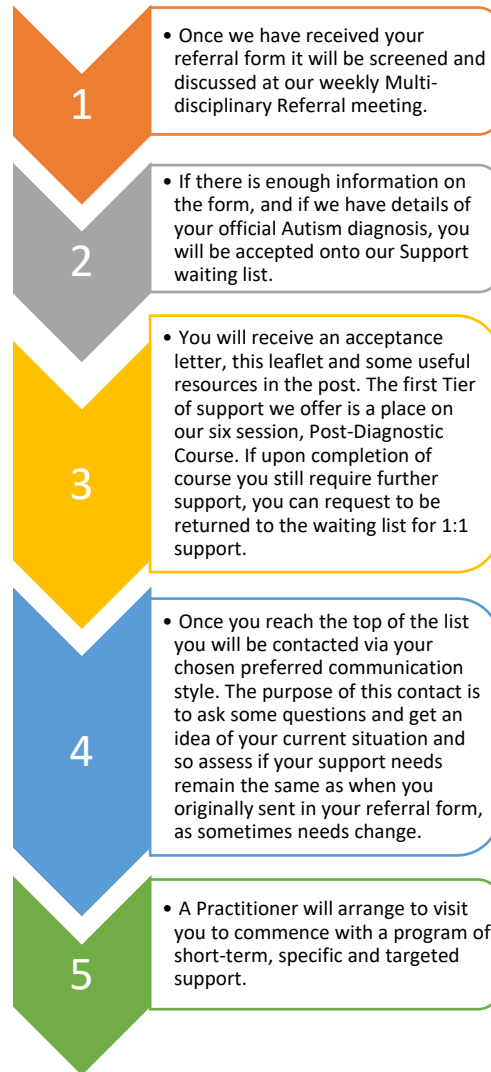 1
• Once we have received your
referral form it will be screened and
discussed at our weekly Multi-
disciplinary Referral meeting.
2
• If there is enough information on
the form, and if we have details of
your official Autism diagnosis, you
will be accepted onto our Support
waiting list.
3
• You will receive an acceptance
letter, this leaflet and some useful
resources in the post. The first Tier
of support we offer is a place on
our six session, Post-Diagnostic
Course. If upon completion of
course you still require further
support, you can request to be
returned to the waiting list for 1:1
support.
4
• Once you reach the top of the list
you will be contacted via your
chosen preferred communication
style. The purpose of this contact is
to ask some questions and get an
idea of your current situation and
so assess if your support needs
remain the same as when you
originally sent in your referral form,
as sometimes needs change.
5
• A Practitioner will arrange to visit
you to commence with a program of
short-term, specific and targeted
support.